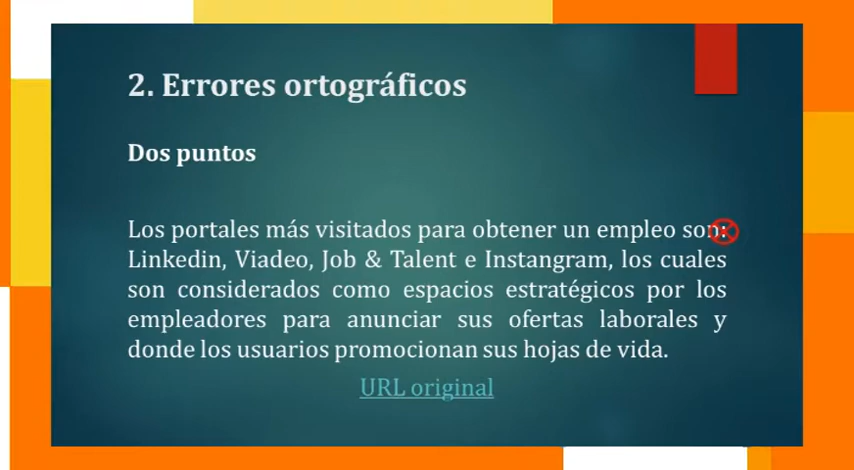 2. Errores ortográficos
Dos puntos
Los portales más visitados para obtener un empleo son:
Linkedin, Viadeo, Job & Talent e Instangram, los cuales
son considerados como espacios estratégicos por los
empleadores para anunciar sus ofertas laborales y
donde los usuarios promocionan sus hojas de vida.
URL original